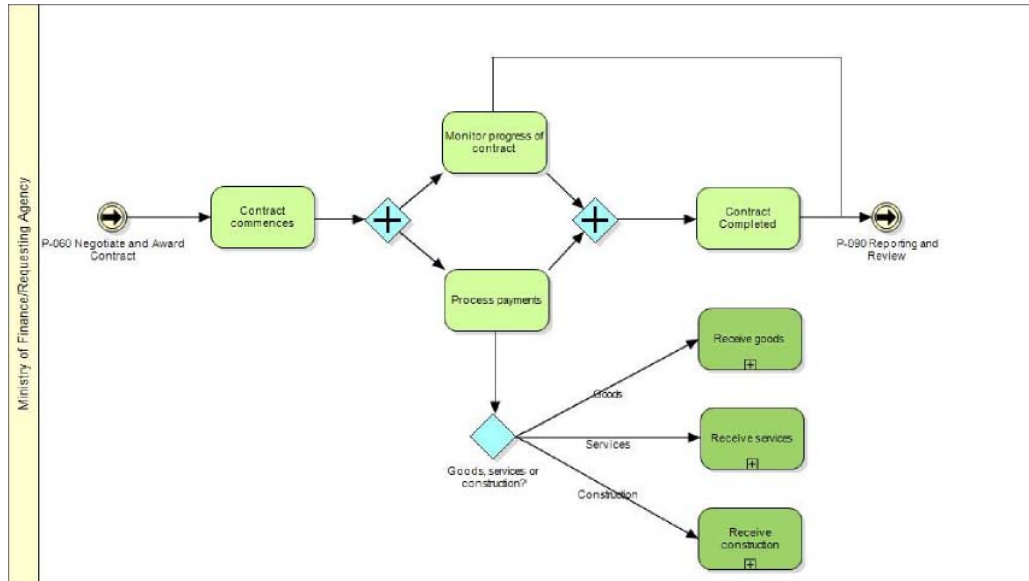 Ministry of Finance/Requesting Agency
Monitor progress of
contract
Contract
commences
P-060 Negotiate and Award
Contract
Contract
Completed
P-090 Reporting and
Review
Process payments
Receive goods
Goods
Receive services
Services
Goods, services or
construction?
Construction
Receive
construction